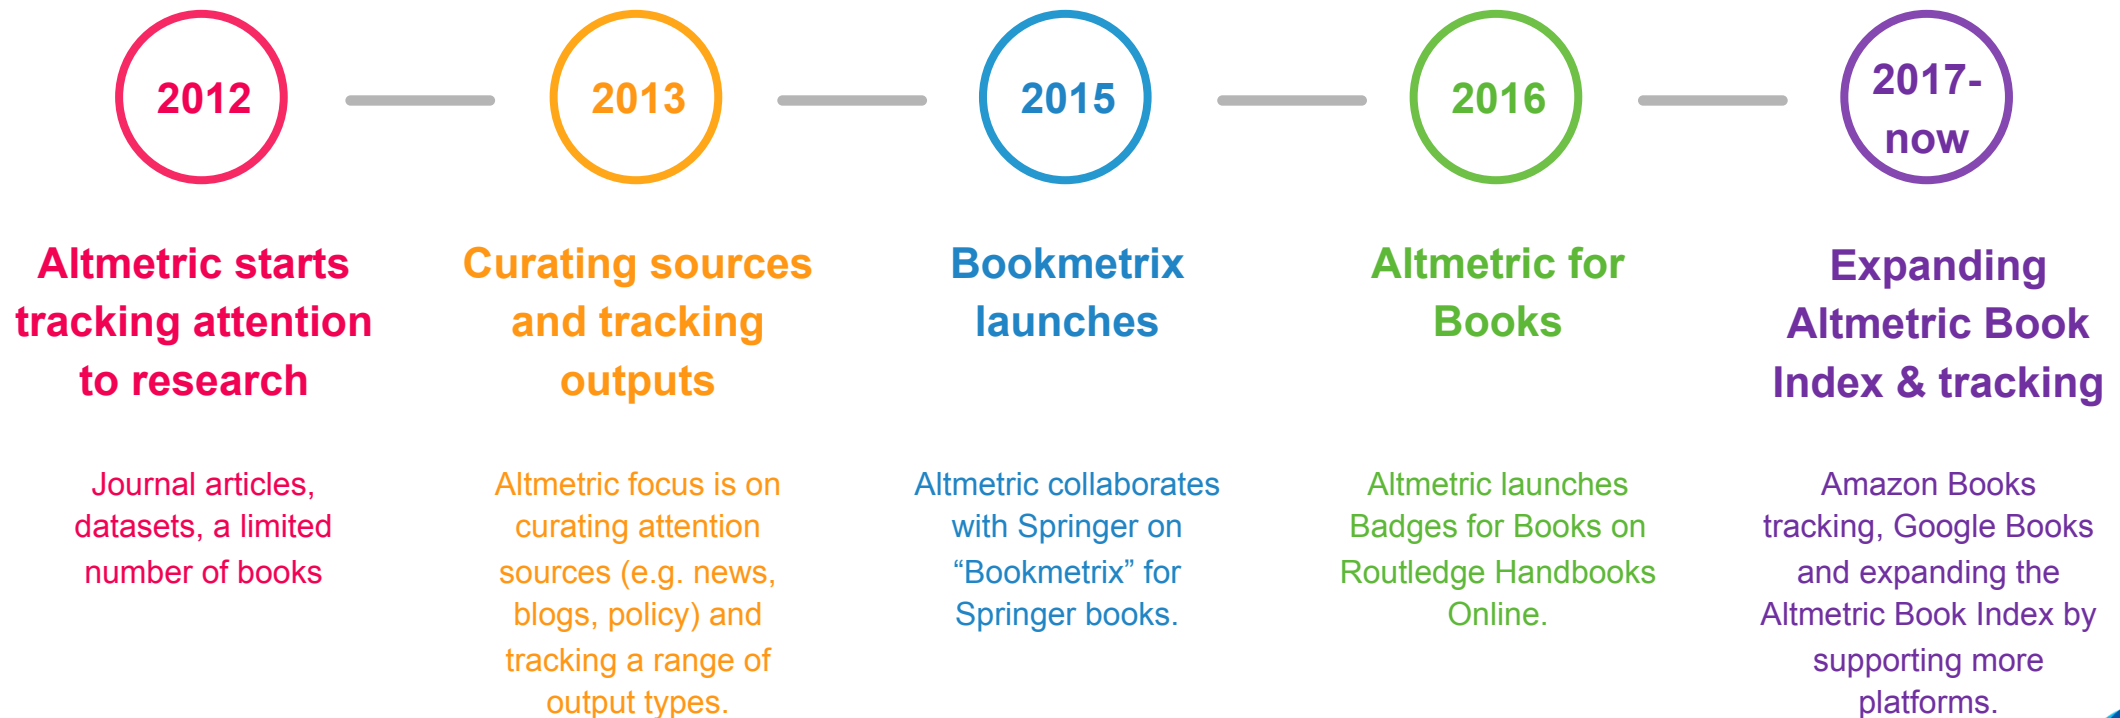 2012
Altmetric starts
tracking attention
to research
Journal articles,
datasets, a limited
number of books
2013
Curating sources
and tracking
outputs
Altmetric focus is on
curating attention
sources (e.g. news,
blogs, policy) and
tracking a range of
output types.
2015
Bookmetrix
launches
Altmetric collaborates
with Springer on
“Bookmetrix” for
Springer books.
2016
Altmetric for
Books
Altmetric launches
Badges for Books on
Routledge Handbooks
Online.
2017-
now
Expanding
Altmetric Book
Index & tracking
Amazon Books
tracking, Google Books
and expanding the
Altmetric Book Index by
supporting more
platforms.